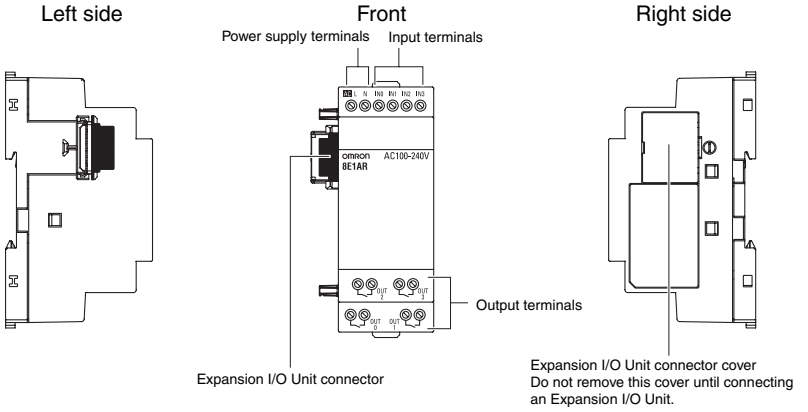 Left side
Front
Right side
Power supply terminals
Input terminals
AC L N IN0 IN1 IN2 IN3
OMRON AC100-240V
8E1AR
OUT 2
OUT 3
OUT 0
OUT 1
Output terminals
Expansion I/O Unit connector
Expansion I/O Unit connector cover
Do not remove this cover until connecting
an Expansion I/O Unit.